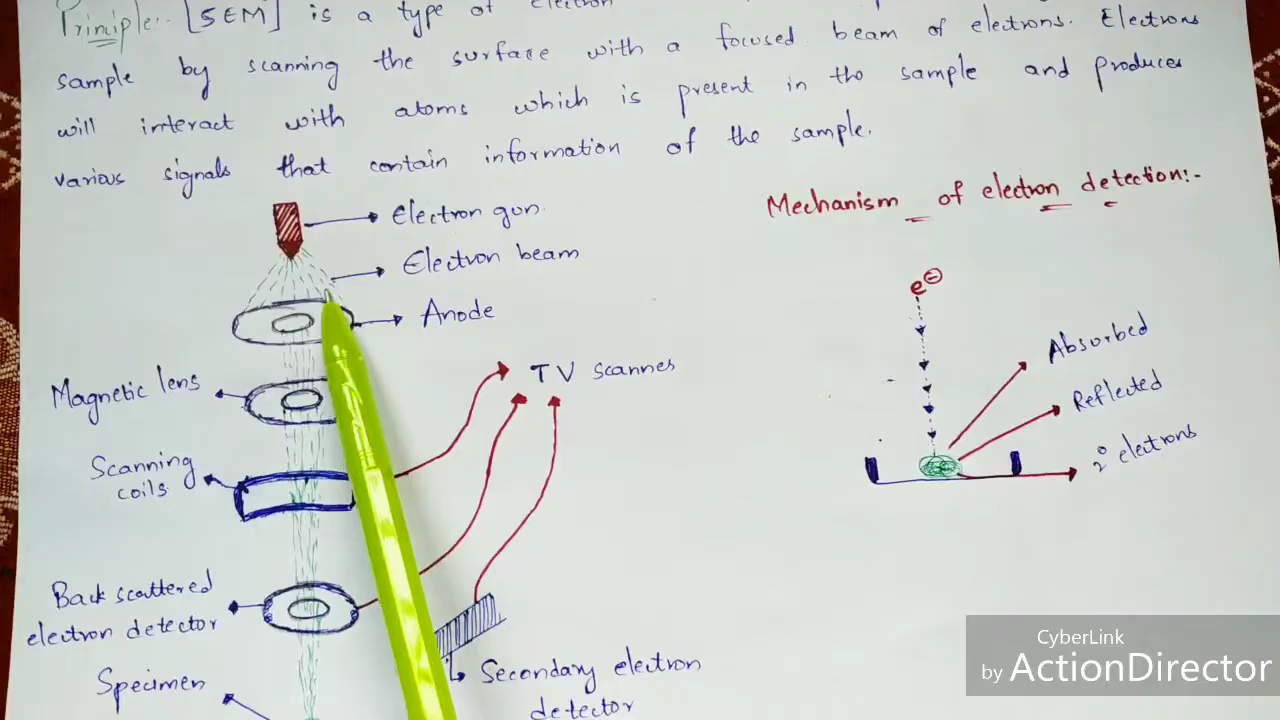 Principle:- [SEM] is a type of electron
sample by scanning the surface with a focused beam of electrons. Electrons
will interact with atoms which is present in the sample and produces
various signals that contain information of the sample.
Electron gun
Electron beam
Anode
Magnetic lens
TV scanner
Scanning
coils
Back scattered
electron detector
Specimen
Secondary electron
detector
Mechanism of electron detection:-
e⊖
Absorbed
Reflected
2° electrons
CyberLink
by ActionDirector